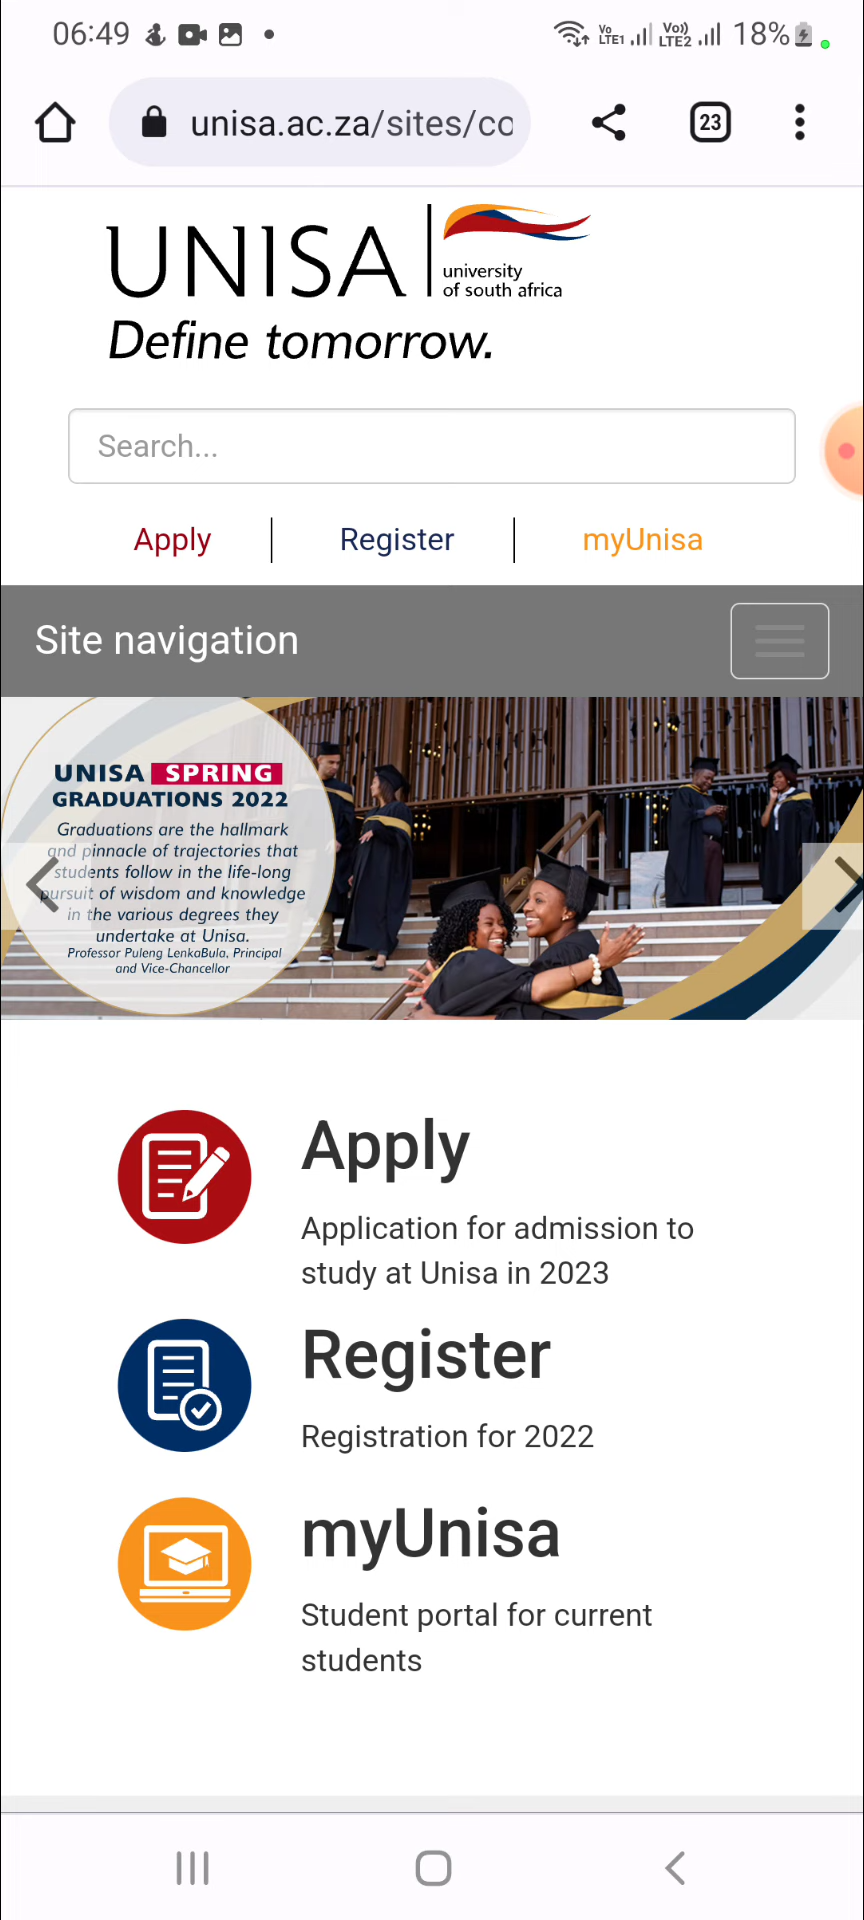 06:49
Vo LTE1 Vo)) LTE2 18%
unisa.ac.za/sites/co
23
UNISA
university
of south africa
Define tomorrow.
Search...
Apply
Register
myUnisa
Site navigation
UNISA SPRING
GRADUATIONS 2022
Graduations are the hallmark
and pinnacle of trajectories that
students follow in the life-long
pursuit of wisdom and knowledge
in the various degrees they
undertake at Unisa.
Professor Puleng LenkaBula, Principal
and Vice-Chancellor
Apply
Application for admission to
study at Unisa in 2023
Register
Registration for 2022
myUnisa
Student portal for current
students